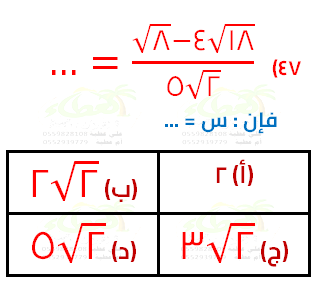 ٤٧) ... = (√٨−٤√١٨) / (٥√٢)
فإن : س = ...
(أ) ٢
(ب) ٢√٢
(ج) ٣√٢
(د) ٥√٢